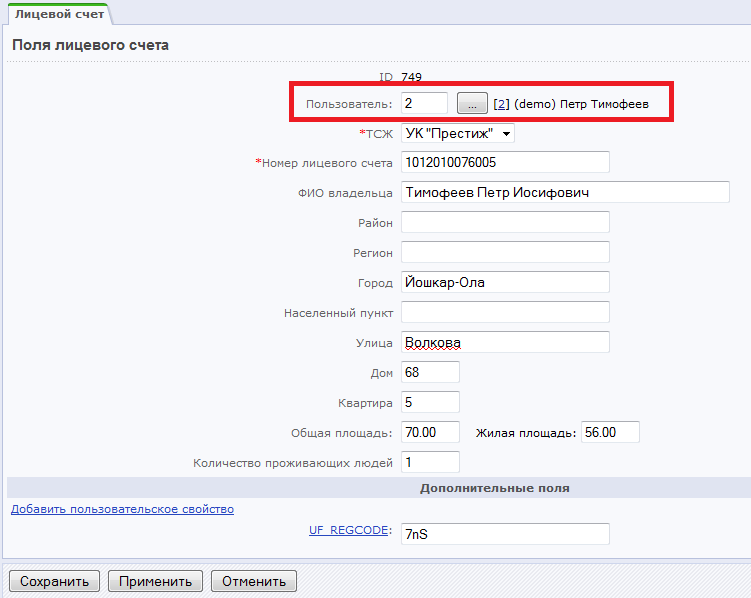 Лицевой счет
Поля лицевого счета
ID 749
Пользователь: 2 ... [2] (demo) Петр Тимофеев
*ТСЖ УК "Престиж"
*Номер лицевого счета 1012010076005
ФИО владельца Тимофеев Петр Иосифович
Район
Регион
Город Йошкар-Ола
Населенный пункт
Улица Волкова
Дом 68
Квартира 5
Общая площадь: 70.00 Жилая площадь: 56.00
Количество проживающих людей 1
Дополнительные поля
Добавить пользовательское свойство
UF_REGCODE: 7nS
Сохранить Применить Отменить